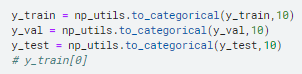 y_train = np_utils.to_categorical(y_train,10)
y_val = np_utils.to_categorical(y_val,10)
y_test = np_utils.to_categorical(y_test,10)
# y_train[0]